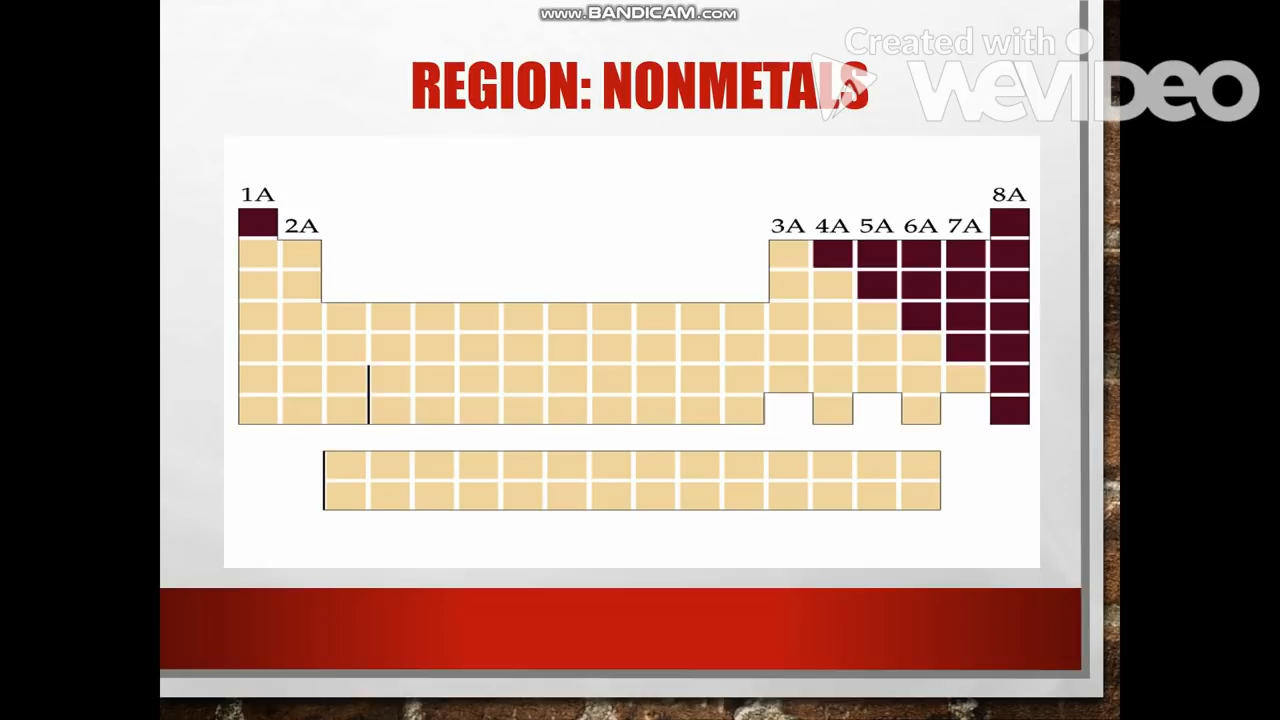 www.BANDICAM.com
Created with
WEVIDEO
REGION: NONMETALS
1A
8A
2A
3A 4A 5A 6A 7A